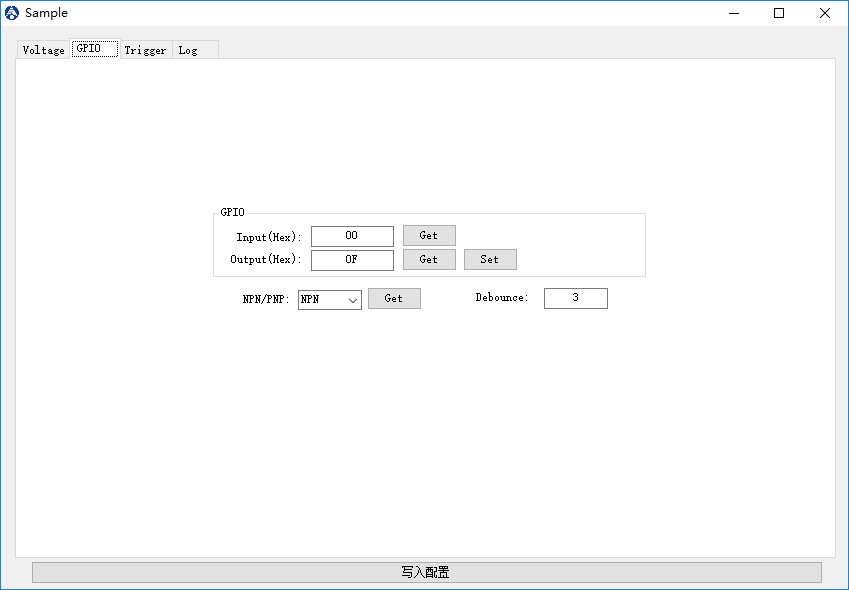 Sample
Voltage GPIO Trigger Log
GPIO
Input(Hex): 00 Get
Output(Hex): 0F Get Set
NPN/PNP: NPN Get Debounce: 3
写入配置